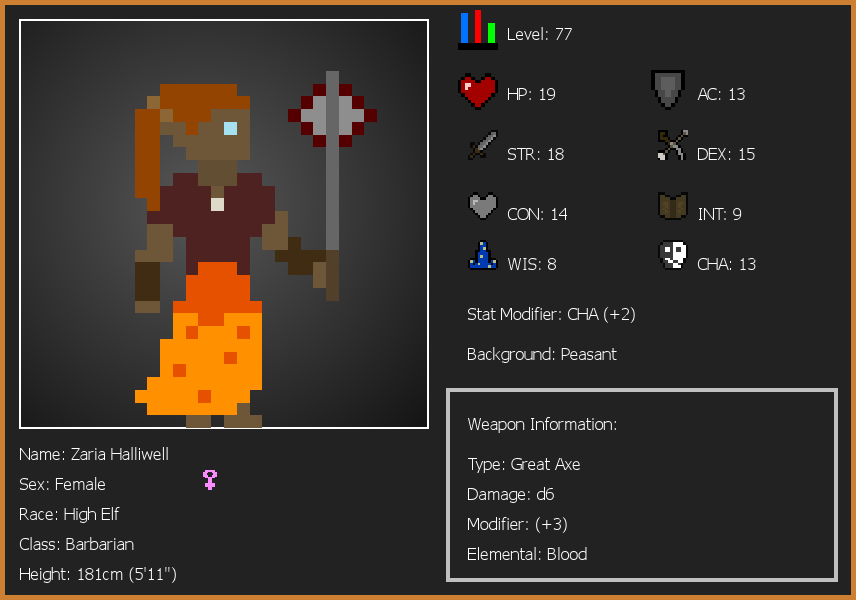 Level: 77
HP: 19
AC: 13
STR: 18
DEX: 15
CON: 14
INT: 9
WIS: 8
CHA: 13
Stat Modifier: CHA (+2)
Background: Peasant
Weapon Information:
Type: Great Axe
Damage: d6
Modifier: (+3)
Elemental: Blood
Name: Zaria Halliwell
Sex: Female
Race: High Elf
Class: Barbarian
Height: 181cm (5'11")